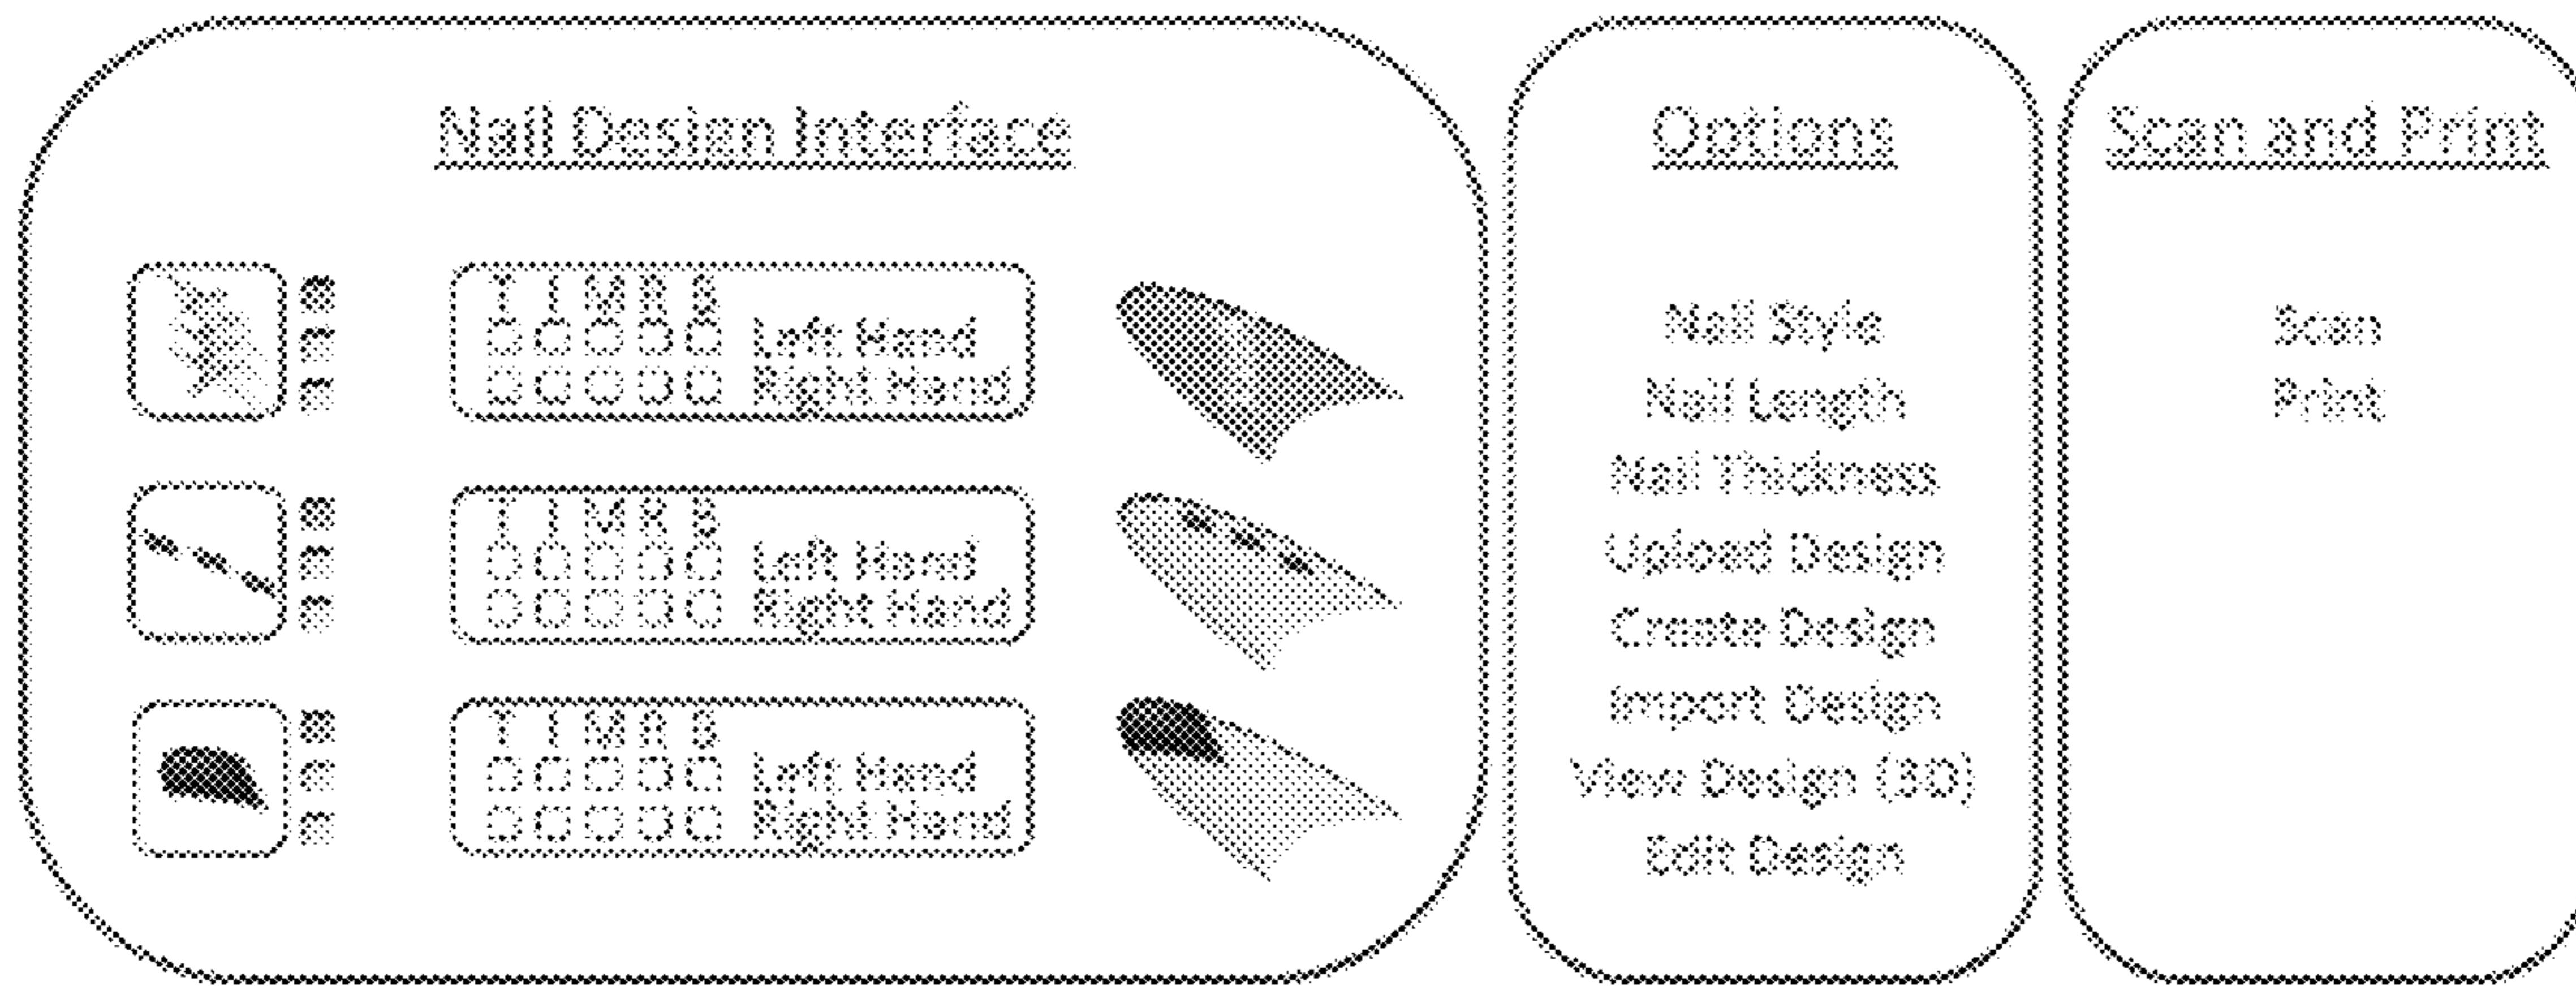 Nail Design Interface
T I M R B
Left Hand
Right Hand
T I M R B
Left Hand
Right Hand
T I M R B
Left Hand
Right Hand
Options
Nail Style
Nail Length
Nail Thickness
Upload Design
Create Design
Import Design
View Design (3D)
Edit Design
Scan and Print
Scan
Print